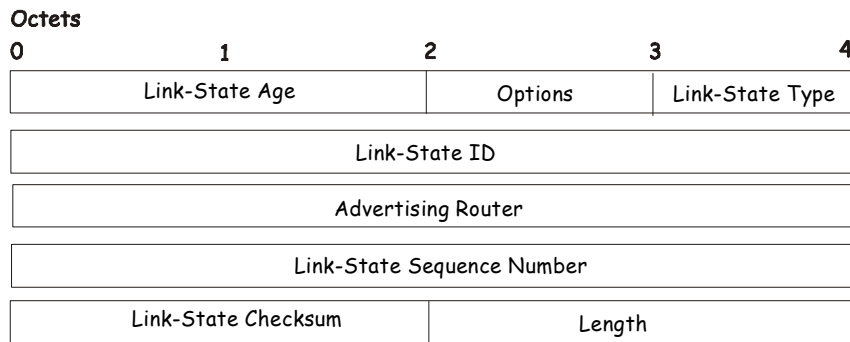 Octets
0 1 2 3 4
Link-State Age Options Link-State Type
Link-State ID
Advertising Router
Link-State Sequence Number
Link-State Checksum Length